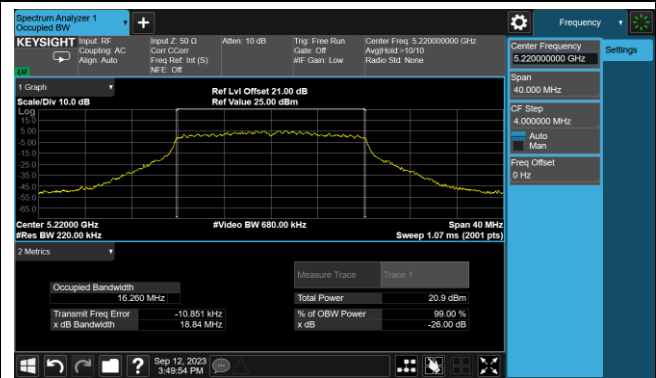 Spectrum Analyzer 1
Occupied BW
+
Frequency
KEYSIGHT
Input: RF
Coupling: AC
Align: Auto
Input Z: 50 Ω
Corr CCorr
Freq Ref: Int (S)
NFE: Off
Atten: 10 dB
Trig: Free Run
Gate: Off
#IF Gain: Low
Center Freq: 5.220000000 GHz
Avg|Hold:>10/10
Radio Std: None
Center Frequency
5.220000000 GHz
Settings
Span
40.000 MHz
CF Step
4.000000 MHz
Auto
Man
Freq Offset
0 Hz
1 Graph
Scale/Div 10.0 dB
Ref Lvl Offset 21.00 dB
Ref Value 25.00 dBm
Log
15.0
5.00
-5.00
-15.0
-25.0
-35.0
-45.0
-55.0
-65.0
Center 5.22000 GHz
#Res BW 220.00 kHz
#Video BW 680.00 kHz
Span 40 MHz
Sweep 1.07 ms (2001 pts)
2 Metrics
Measure Trace
Trace 1
Occupied Bandwidth
16.260 MHz
Total Power
20.9 dBm
Transmit Freq Error
-10.851 kHz
% of OBW Power
99.00 %
x dB Bandwidth
18.84 MHz
x dB
-26.00 dB
?
Sep 12, 2023
3:49:54 PM